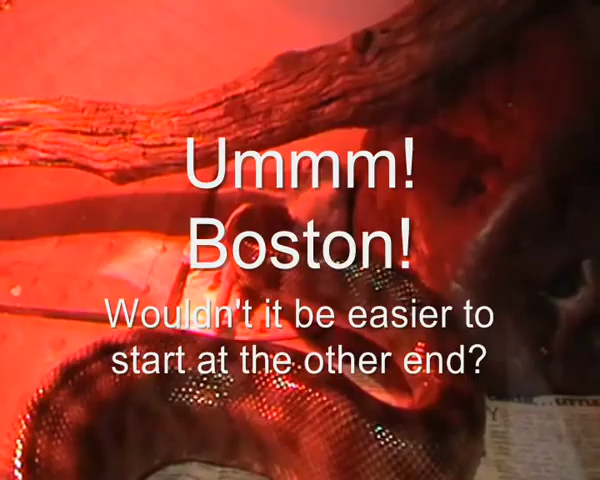 Ummm!
Boston!
Wouldn't it be easier to
start at the other end?